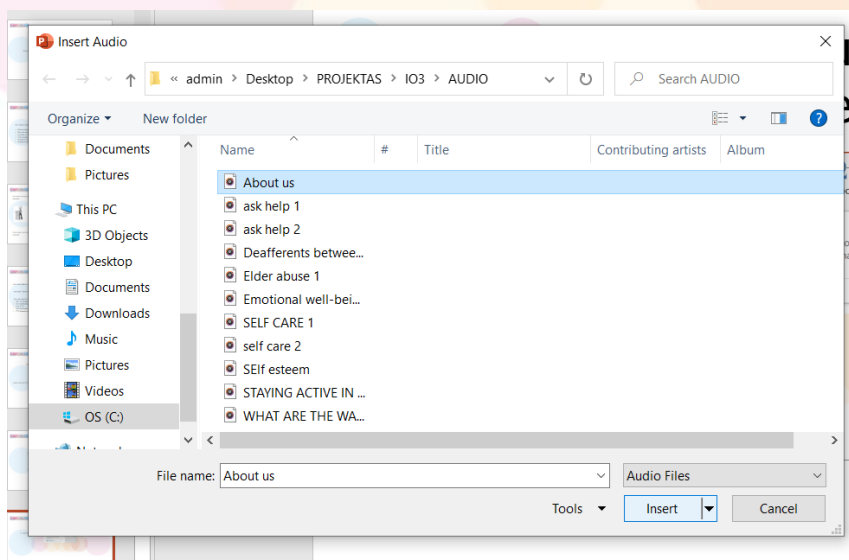 Insert Audio
« admin > Desktop > PROJEKTAS > IO3 > AUDIO
Search AUDIO
Organize
New folder
Documents
Pictures
This PC
3D Objects
Desktop
Documents
Downloads
Music
Pictures
Videos
OS (C:)
Name # Title Contributing artists Album
About us
ask help 1
ask help 2
Deafferents betwee...
Elder abuse 1
Emotional well-bei...
SELF CARE 1
self care 2
SElf esteem
STAYING ACTIVE IN ...
WHAT ARE THE WA...
File name: About us
Audio Files
Tools
Insert
Cancel